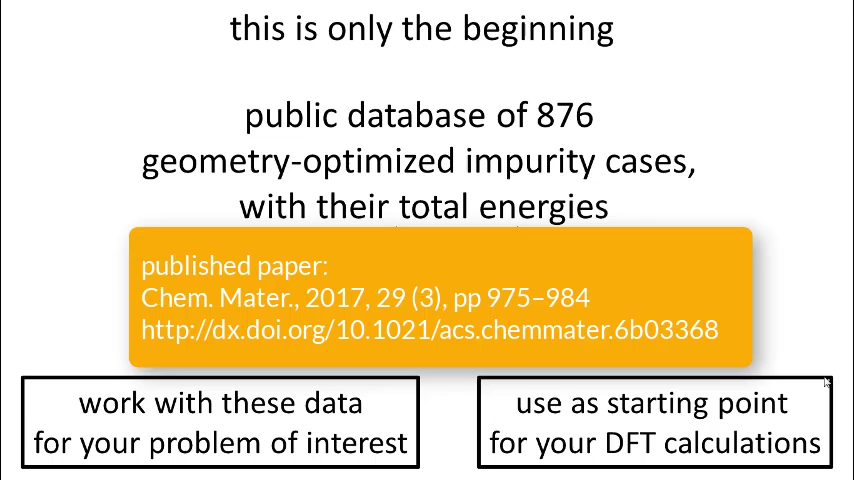 this is only the beginning
public database of 876
geometry-optimized impurity cases,
with their total energies
published paper:
Chem. Mater., 2017, 29 (3), pp 975–984
http://dx.doi.org/10.1021/acs.chemmater.6b03368
work with these data
for your problem of interest
use as starting point
for your DFT calculations